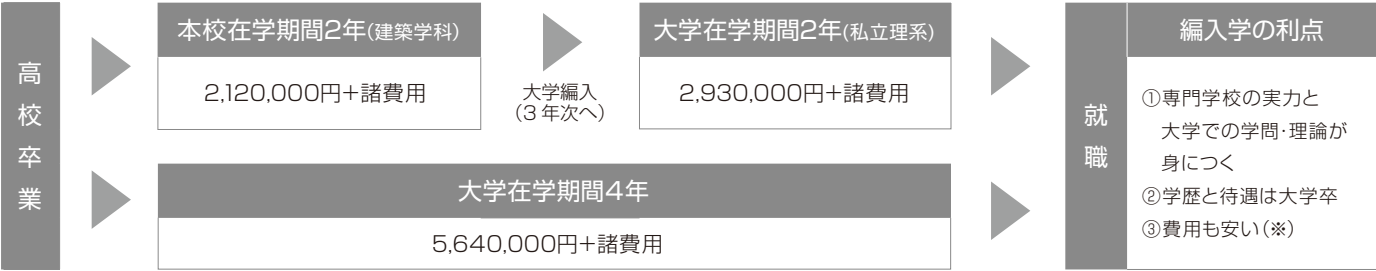 高校卒業
本校在学期間2年(建築学科)
2,120,000円+諸費用
大学編入
(3年次へ)
大学在学期間2年(私立理系)
2,930,000円+諸費用
大学在学期間4年
5,640,000円+諸費用
就職
編入学の利点
①専門学校の実力と
大学での学問･理論が
身につく
②学歴と待遇は大学卒
③費用も安い(※)